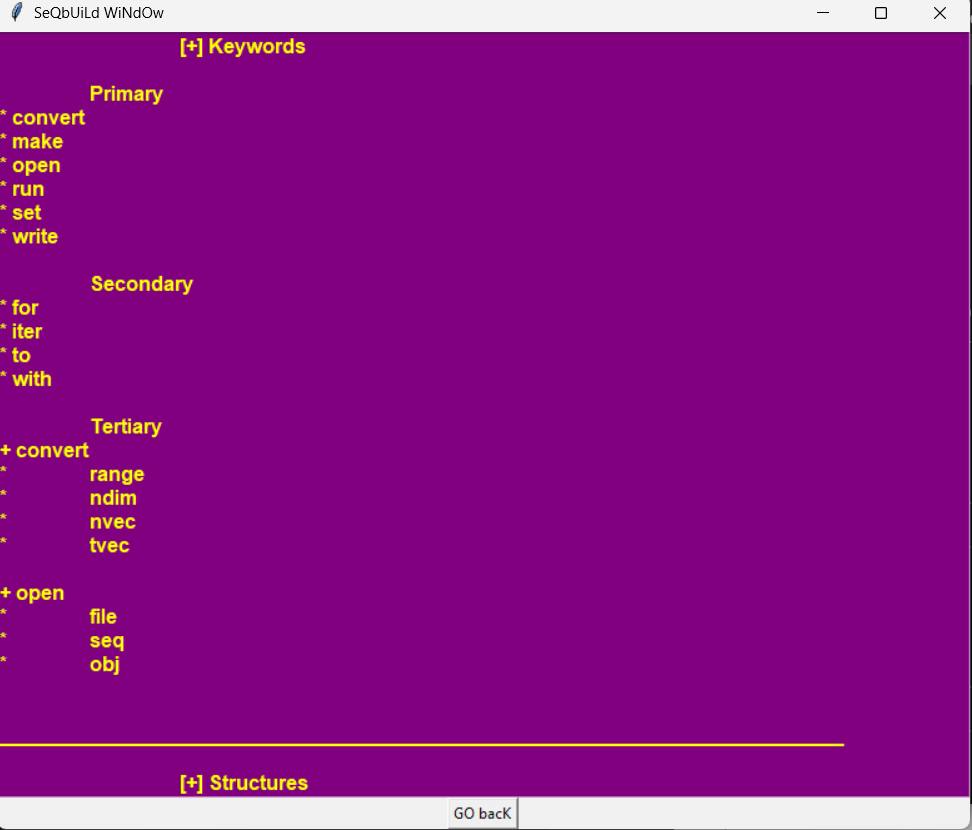 SeQbUiLd WiNdOw
[+] Keywords
Primary
* convert
* make
* open
* run
* set
* write
Secondary
* for
* iter
* to
* with
Tertiary
+ convert
* range
* ndim
* nvec
* tvec
+ open
* file
* seq
* obj
[+] Structures
GO bacK